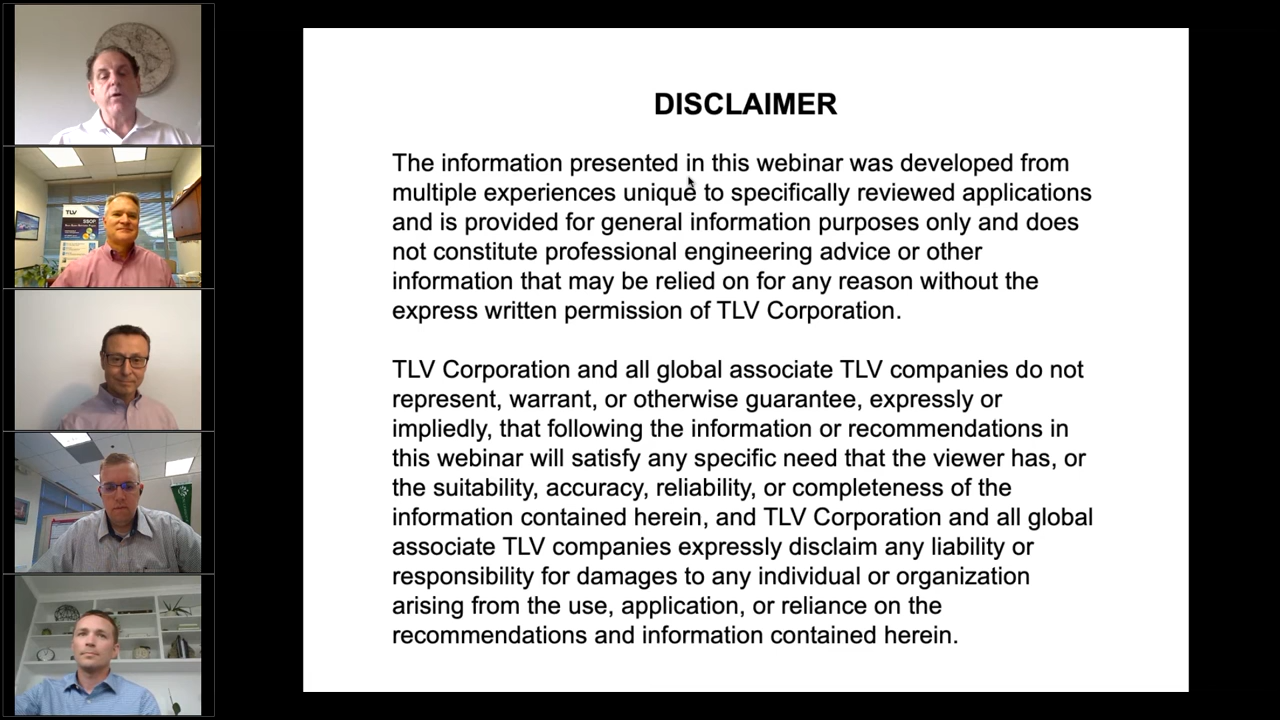 DISCLAIMER
The information presented in this webinar was developed from
multiple experiences unique to specifically reviewed applications
and is provided for general information purposes only and does
not constitute professional engineering advice or other
information that may be relied on for any reason without the
express written permission of TLV Corporation.
TLV Corporation and all global associate TLV companies do not
represent, warrant, or otherwise guarantee, expressly or
impliedly, that following the information or recommendations in
this webinar will satisfy any specific need that the viewer has, or
the suitability, accuracy, reliability, or completeness of the
information contained herein, and TLV Corporation and all global
associate TLV companies expressly disclaim any liability or
responsibility for damages to any individual or organization
arising from the use, application, or reliance on the
recommendations and information contained herein.
TLV
SSOP